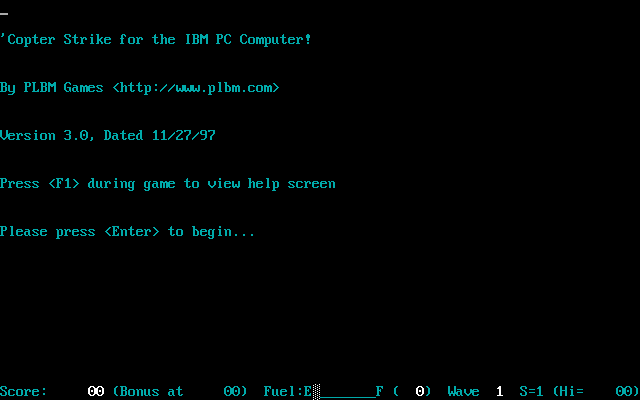 'Copter Strike for the IBM PC Computer!
By PLBM Games <http://www.plbm.com>
Version 3.0, Dated 11/27/97
Press <F1> during game to view help screen
Please press <Enter> to begin...
Score:     00 (Bonus at     00)  Fuel:E░_______F (  0)  Wave  1  S=1 (Hi=    00)